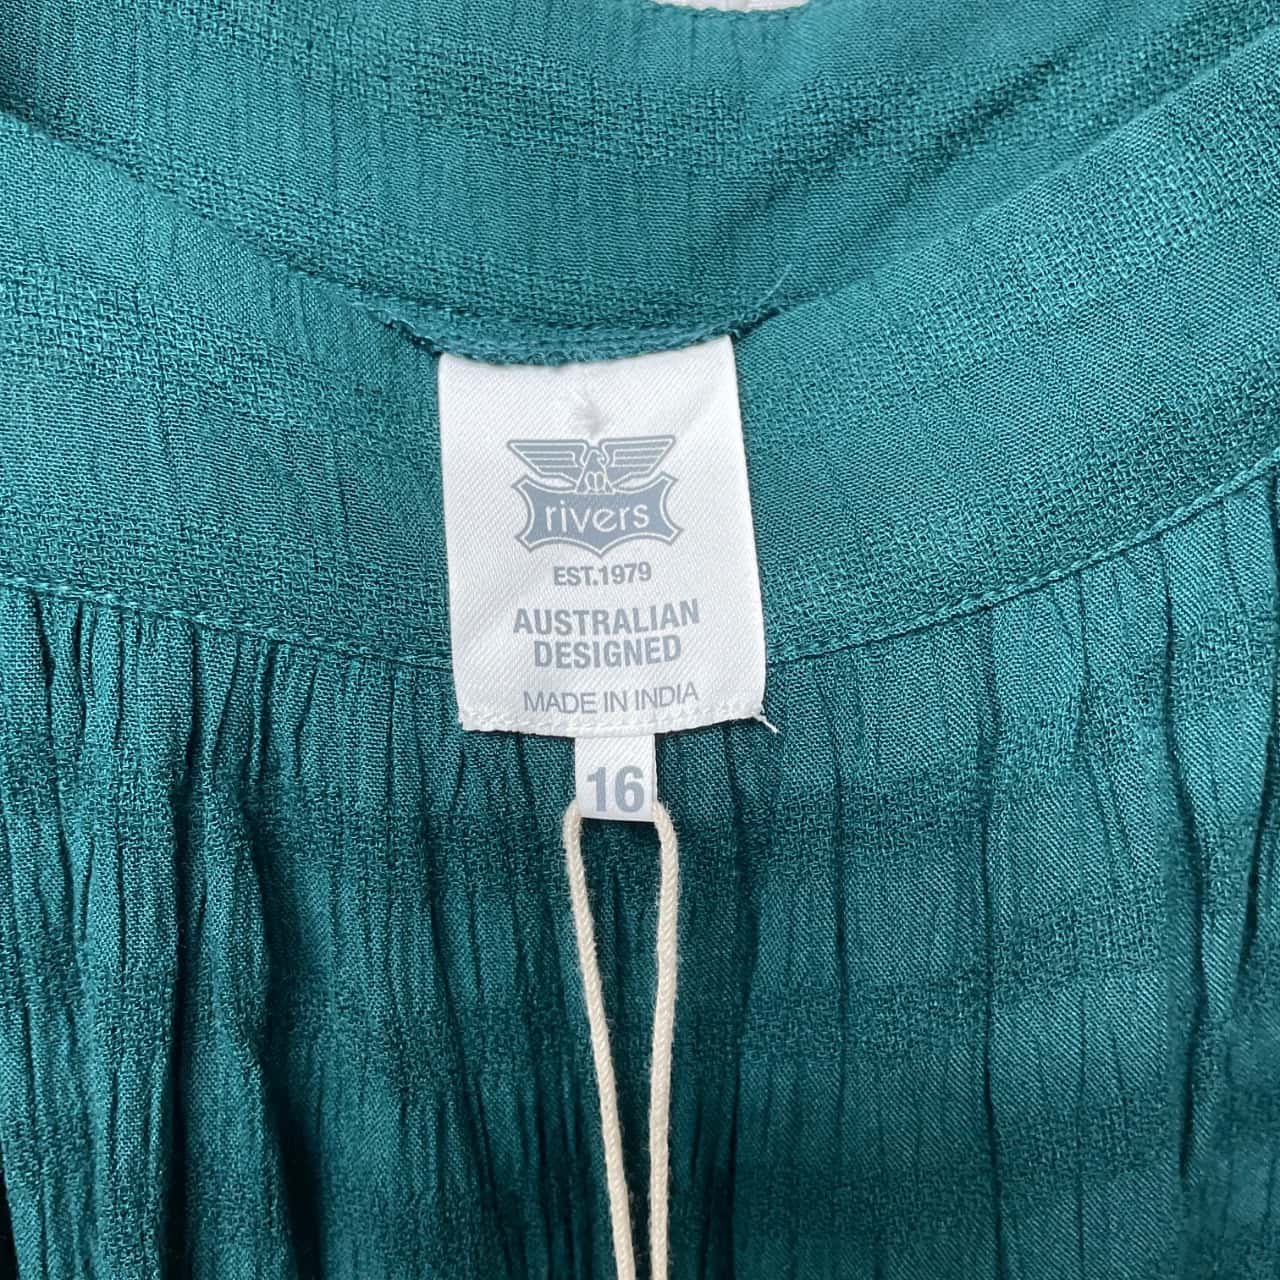 rivers
EST.1979
AUSTRALIAN
DESIGNED
MADE IN INDIA
16